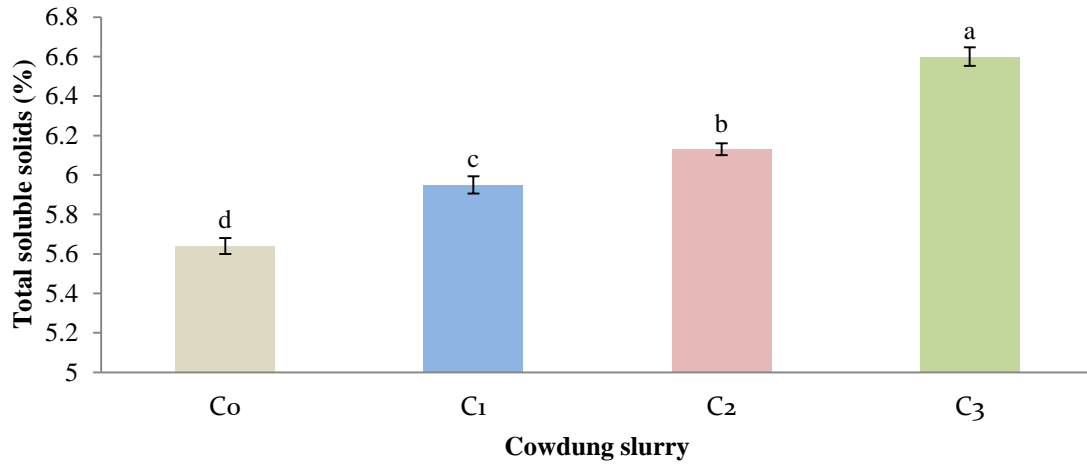 Total soluble solids (%)
6.8
6.6
6.4
6.2
6
5.8
5.6
5.4
5.2
5
d
c
b
a
C0
C1
C2
C3
Cowdung slurry